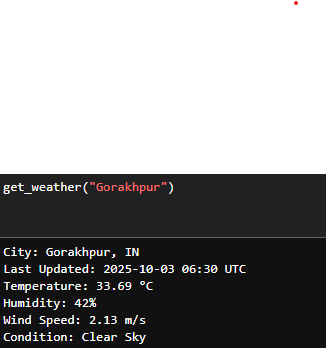 get_weather("Gorakhpur")
City: Gorakhpur, IN
Last Updated: 2025-10-03 06:30 UTC
Temperature: 33.69 °C
Humidity: 42%
Wind Speed: 2.13 m/s
Condition: Clear Sky